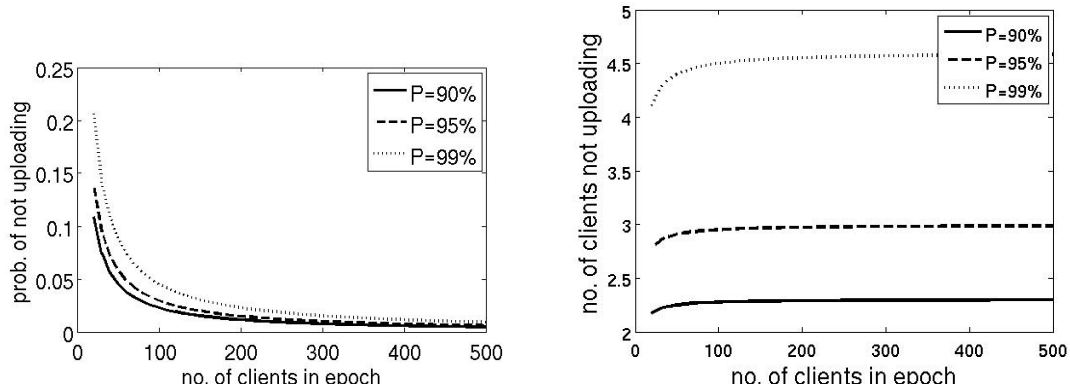 0.25
0.2
0.15
0.1
0.05
0
0
100
200
300
400
500
prob. of not uploading
no. of clients in epoch
P=90%
P=95%
P=99%
5
4.5
4
3.5
3
2.5
2
0
100
200
300
400
500
no. of clients not uploading
no. of clients in epoch
P=90%
P=95%
P=99%